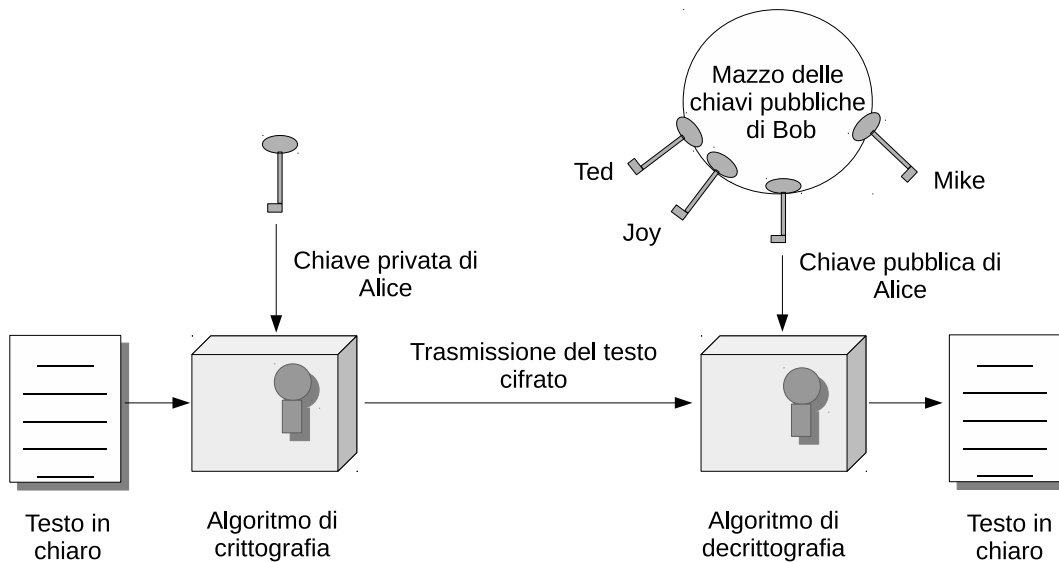 Mazzo delle
chiavi pubbliche
di Bob
Ted
Mike
Joy
Chiave privata di
Alice
Chiave pubblica di
Alice
Trasmissione del testo
cifrato
Testo in
chiaro
Algoritmo di
crittografia
Algoritmo di
decrittografia
Testo in
chiaro